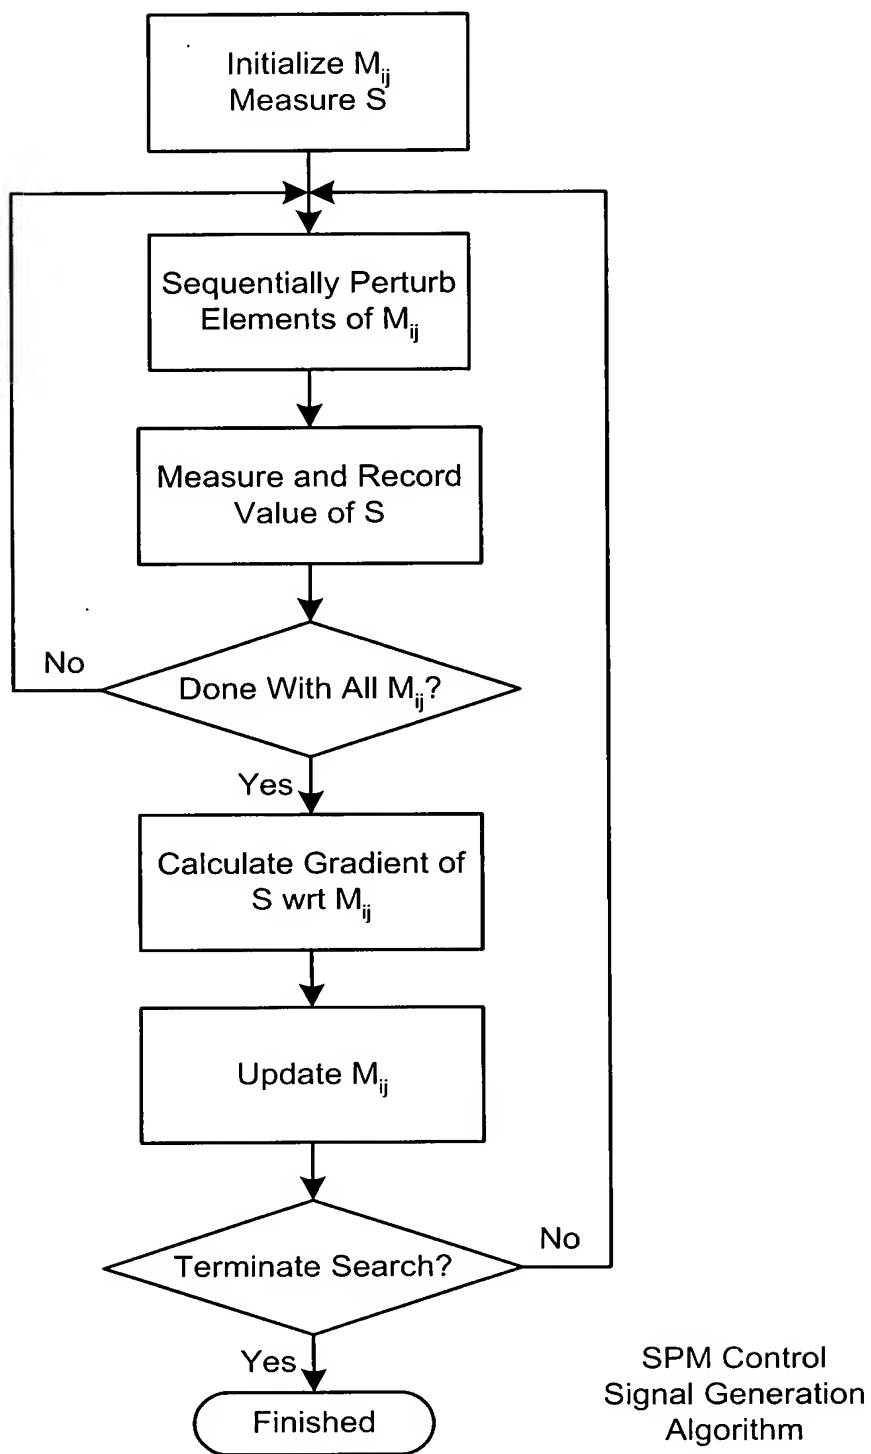 Initialize M_ij
Measure S
Sequentially Perturb
Elements of M_ij
Measure and Record
Value of S
No
Done With All M_ij?
Yes
Calculate Gradient of
S wrt M_ij
Update M_ij
No
Terminate Search?
Yes
Finished
SPM Control
Signal Generation
Algorithm